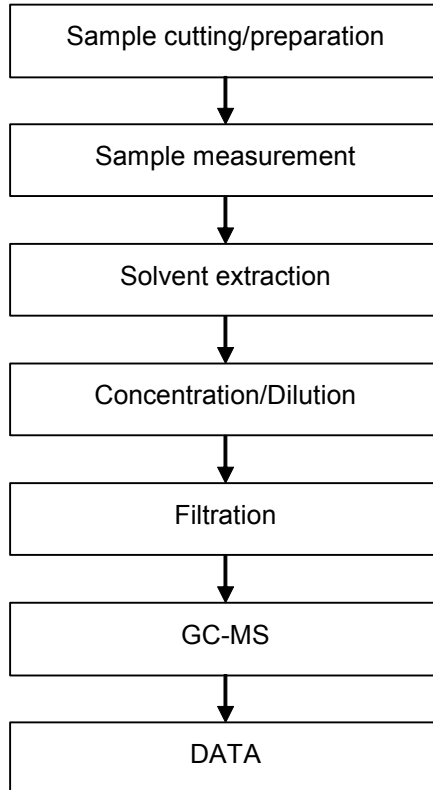 Sample cutting/preparation
Sample measurement
Solvent extraction
Concentration/Dilution
Filtration
GC-MS
DATA